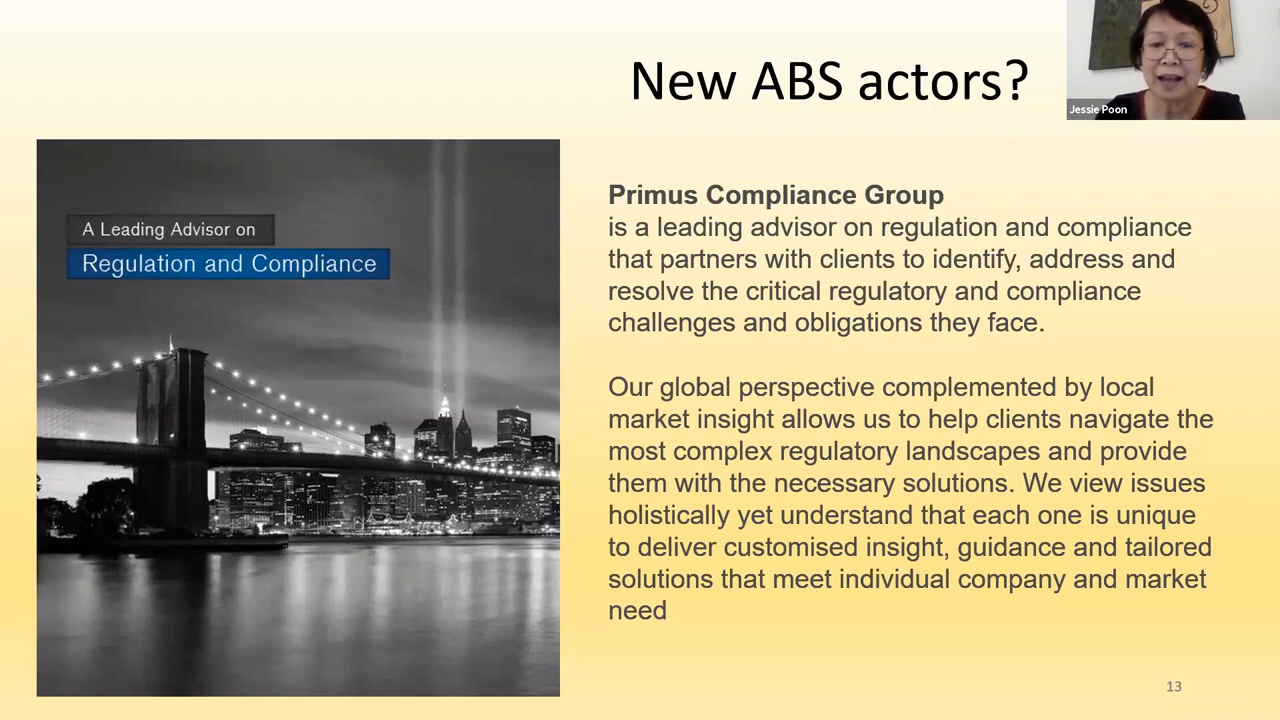 New ABS actors?
Jessie Poon
A Leading Advisor on
Regulation and Compliance
Primus Compliance Group
is a leading advisor on regulation and compliance
that partners with clients to identify, address and
resolve the critical regulatory and compliance
challenges and obligations they face.
Our global perspective complemented by local
market insight allows us to help clients navigate the
most complex regulatory landscapes and provide
them with the necessary solutions. We view issues
holistically yet understand that each one is unique
to deliver customised insight, guidance and tailored
solutions that meet individual company and market
need
13